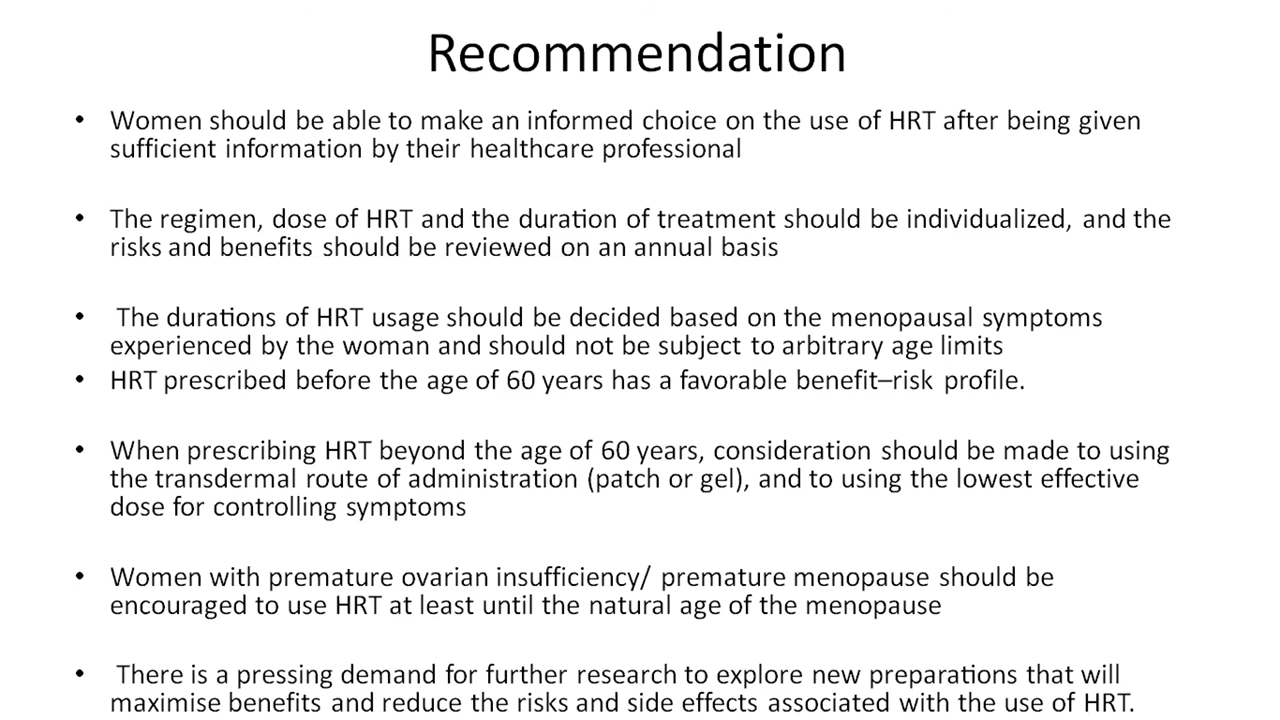 Recommendation
• Women should be able to make an informed choice on the use of HRT after being given
sufficient information by their healthcare professional
• The regimen, dose of HRT and the duration of treatment should be individualized, and the
risks and benefits should be reviewed on an annual basis
• The durations of HRT usage should be decided based on the menopausal symptoms
experienced by the woman and should not be subject to arbitrary age limits
• HRT prescribed before the age of 60 years has a favorable benefit–risk profile.
• When prescribing HRT beyond the age of 60 years, consideration should be made to using
the transdermal route of administration (patch or gel), and to using the lowest effective
dose for controlling symptoms
• Women with premature ovarian insufficiency/ premature menopause should be
encouraged to use HRT at least until the natural age of the menopause
• There is a pressing demand for further research to explore new preparations that will
maximise benefits and reduce the risks and side effects associated with the use of HRT.